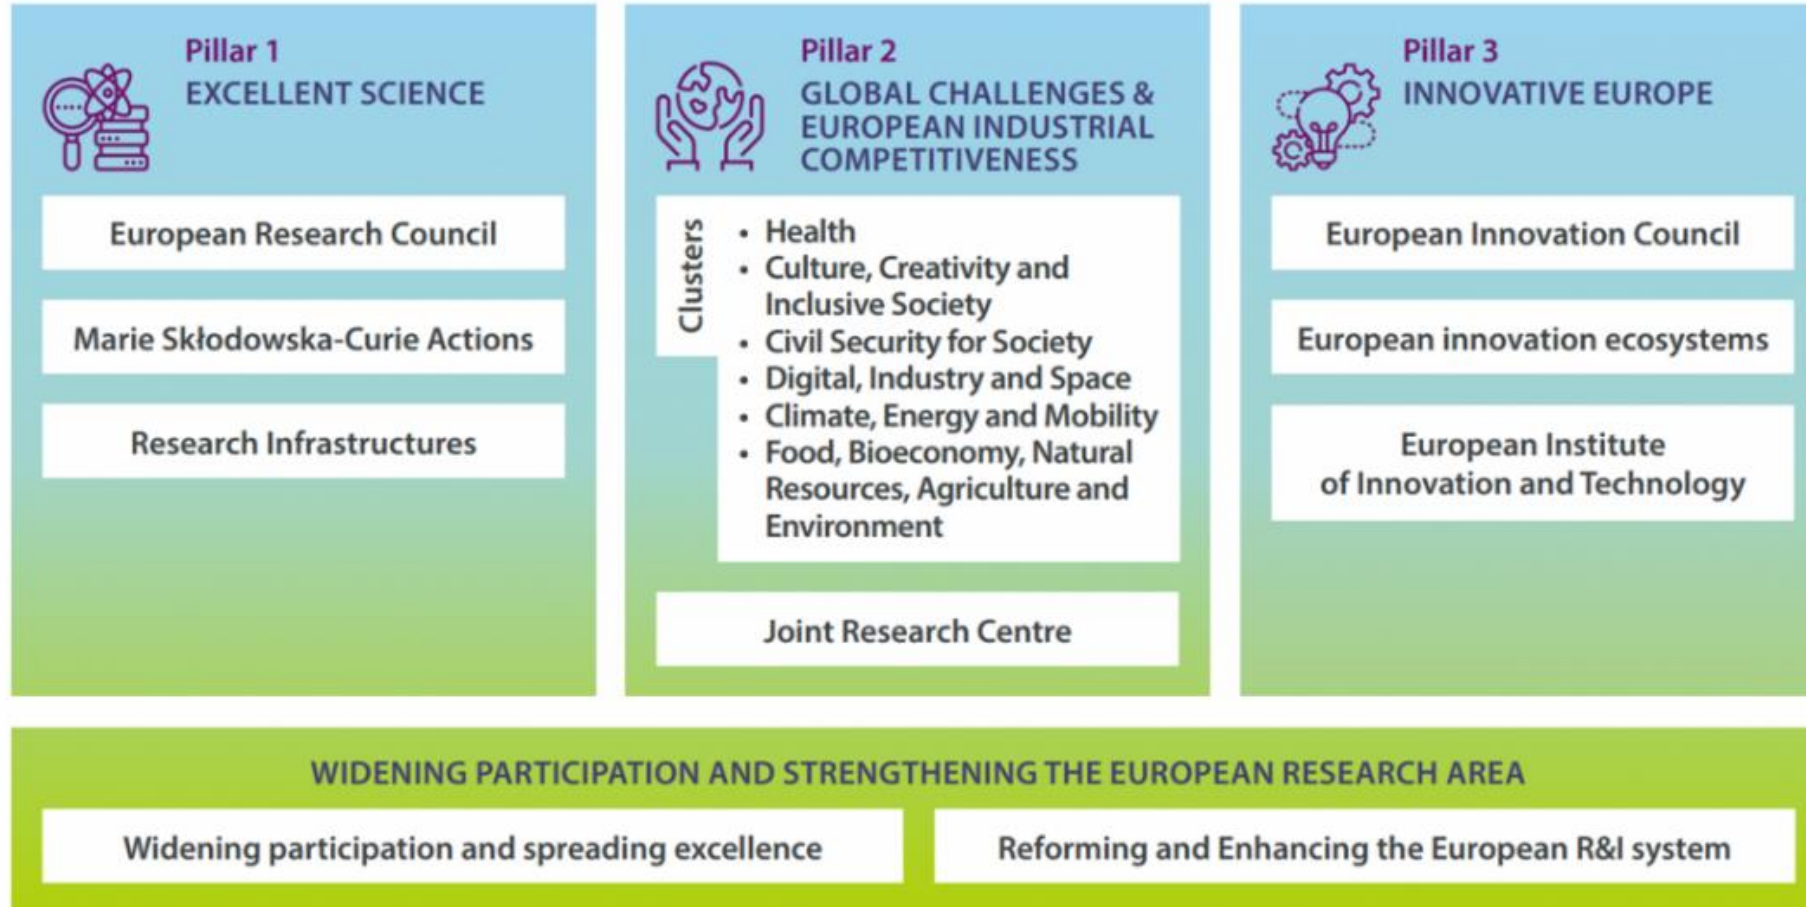 Pillar 1
EXCELLENT SCIENCE
European Research Council
Marie Skłodowska-Curie Actions
Research Infrastructures
Pillar 2
GLOBAL CHALLENGES &
EUROPEAN INDUSTRIAL
COMPETITIVENESS
Clusters
• Health
• Culture, Creativity and
Inclusive Society
• Civil Security for Society
• Digital, Industry and Space
• Climate, Energy and Mobility
• Food, Bioeconomy, Natural
Resources, Agriculture and
Environment
Joint Research Centre
Pillar 3
INNOVATIVE EUROPE
European Innovation Council
European innovation ecosystems
European Institute
of Innovation and Technology
WIDENING PARTICIPATION AND STRENGTHENING THE EUROPEAN RESEARCH AREA
Widening participation and spreading excellence
Reforming and Enhancing the European R&I system